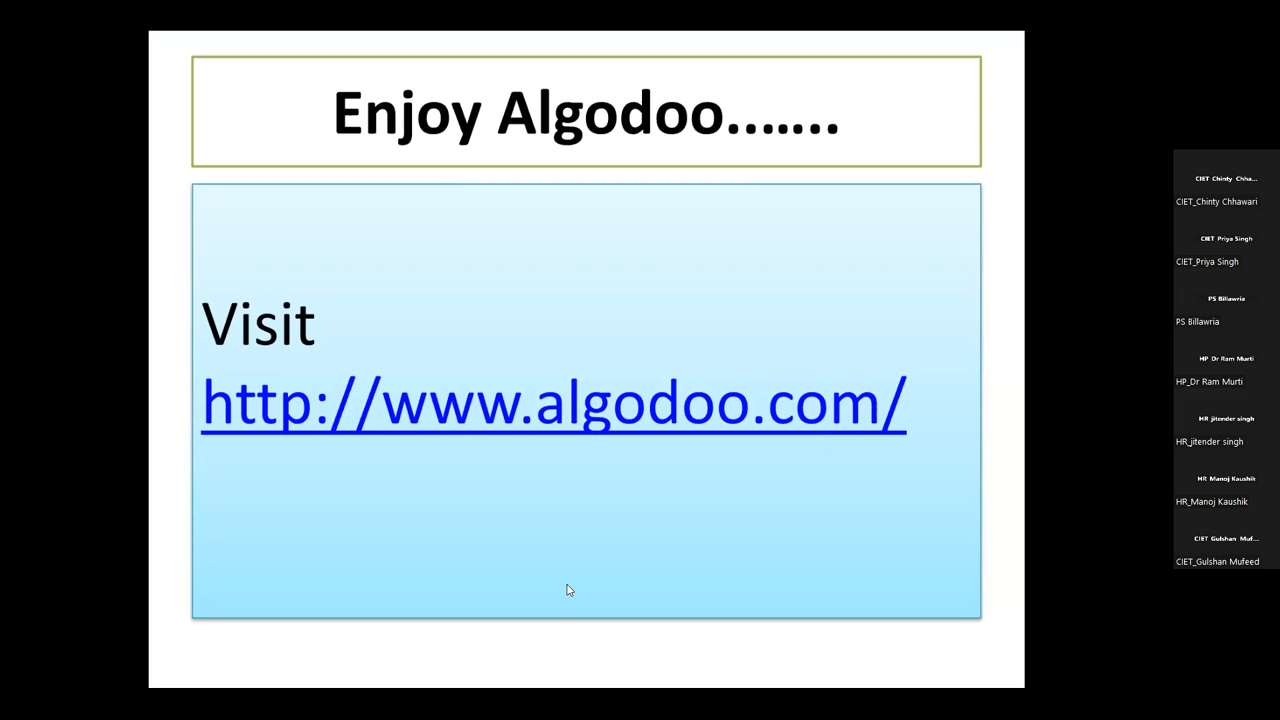 Enjoy Algodoo…….
Visit
http://www.algodoo.com/
CIET_Chinty Chha...
CIET_Chinty Chhawari
CIET_Priya Singh
CIET_Priya Singh
PS Billawria
PS Billawria
HP_Dr Ram Murti
HP_Dr Ram Murti
HR_jitender singh
HR_jitender singh
HR_Manoj Kaushik
HR_Manoj Kaushik
CIET_Gulshan Muf...
CIET_Gulshan Mufeed